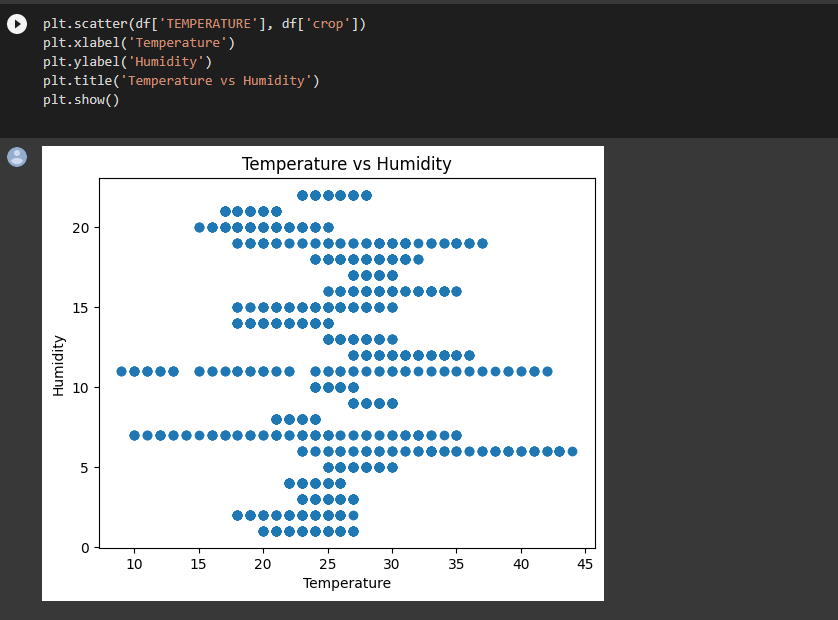 plt.scatter(df['TEMPERATURE'], df['crop'])
plt.xlabel('Temperature')
plt.ylabel('Humidity')
plt.title('Temperature vs Humidity')
plt.show()
Temperature vs Humidity
20
15
10
5
0
Humidity
10 15 20 25 30 35 40 45
Temperature